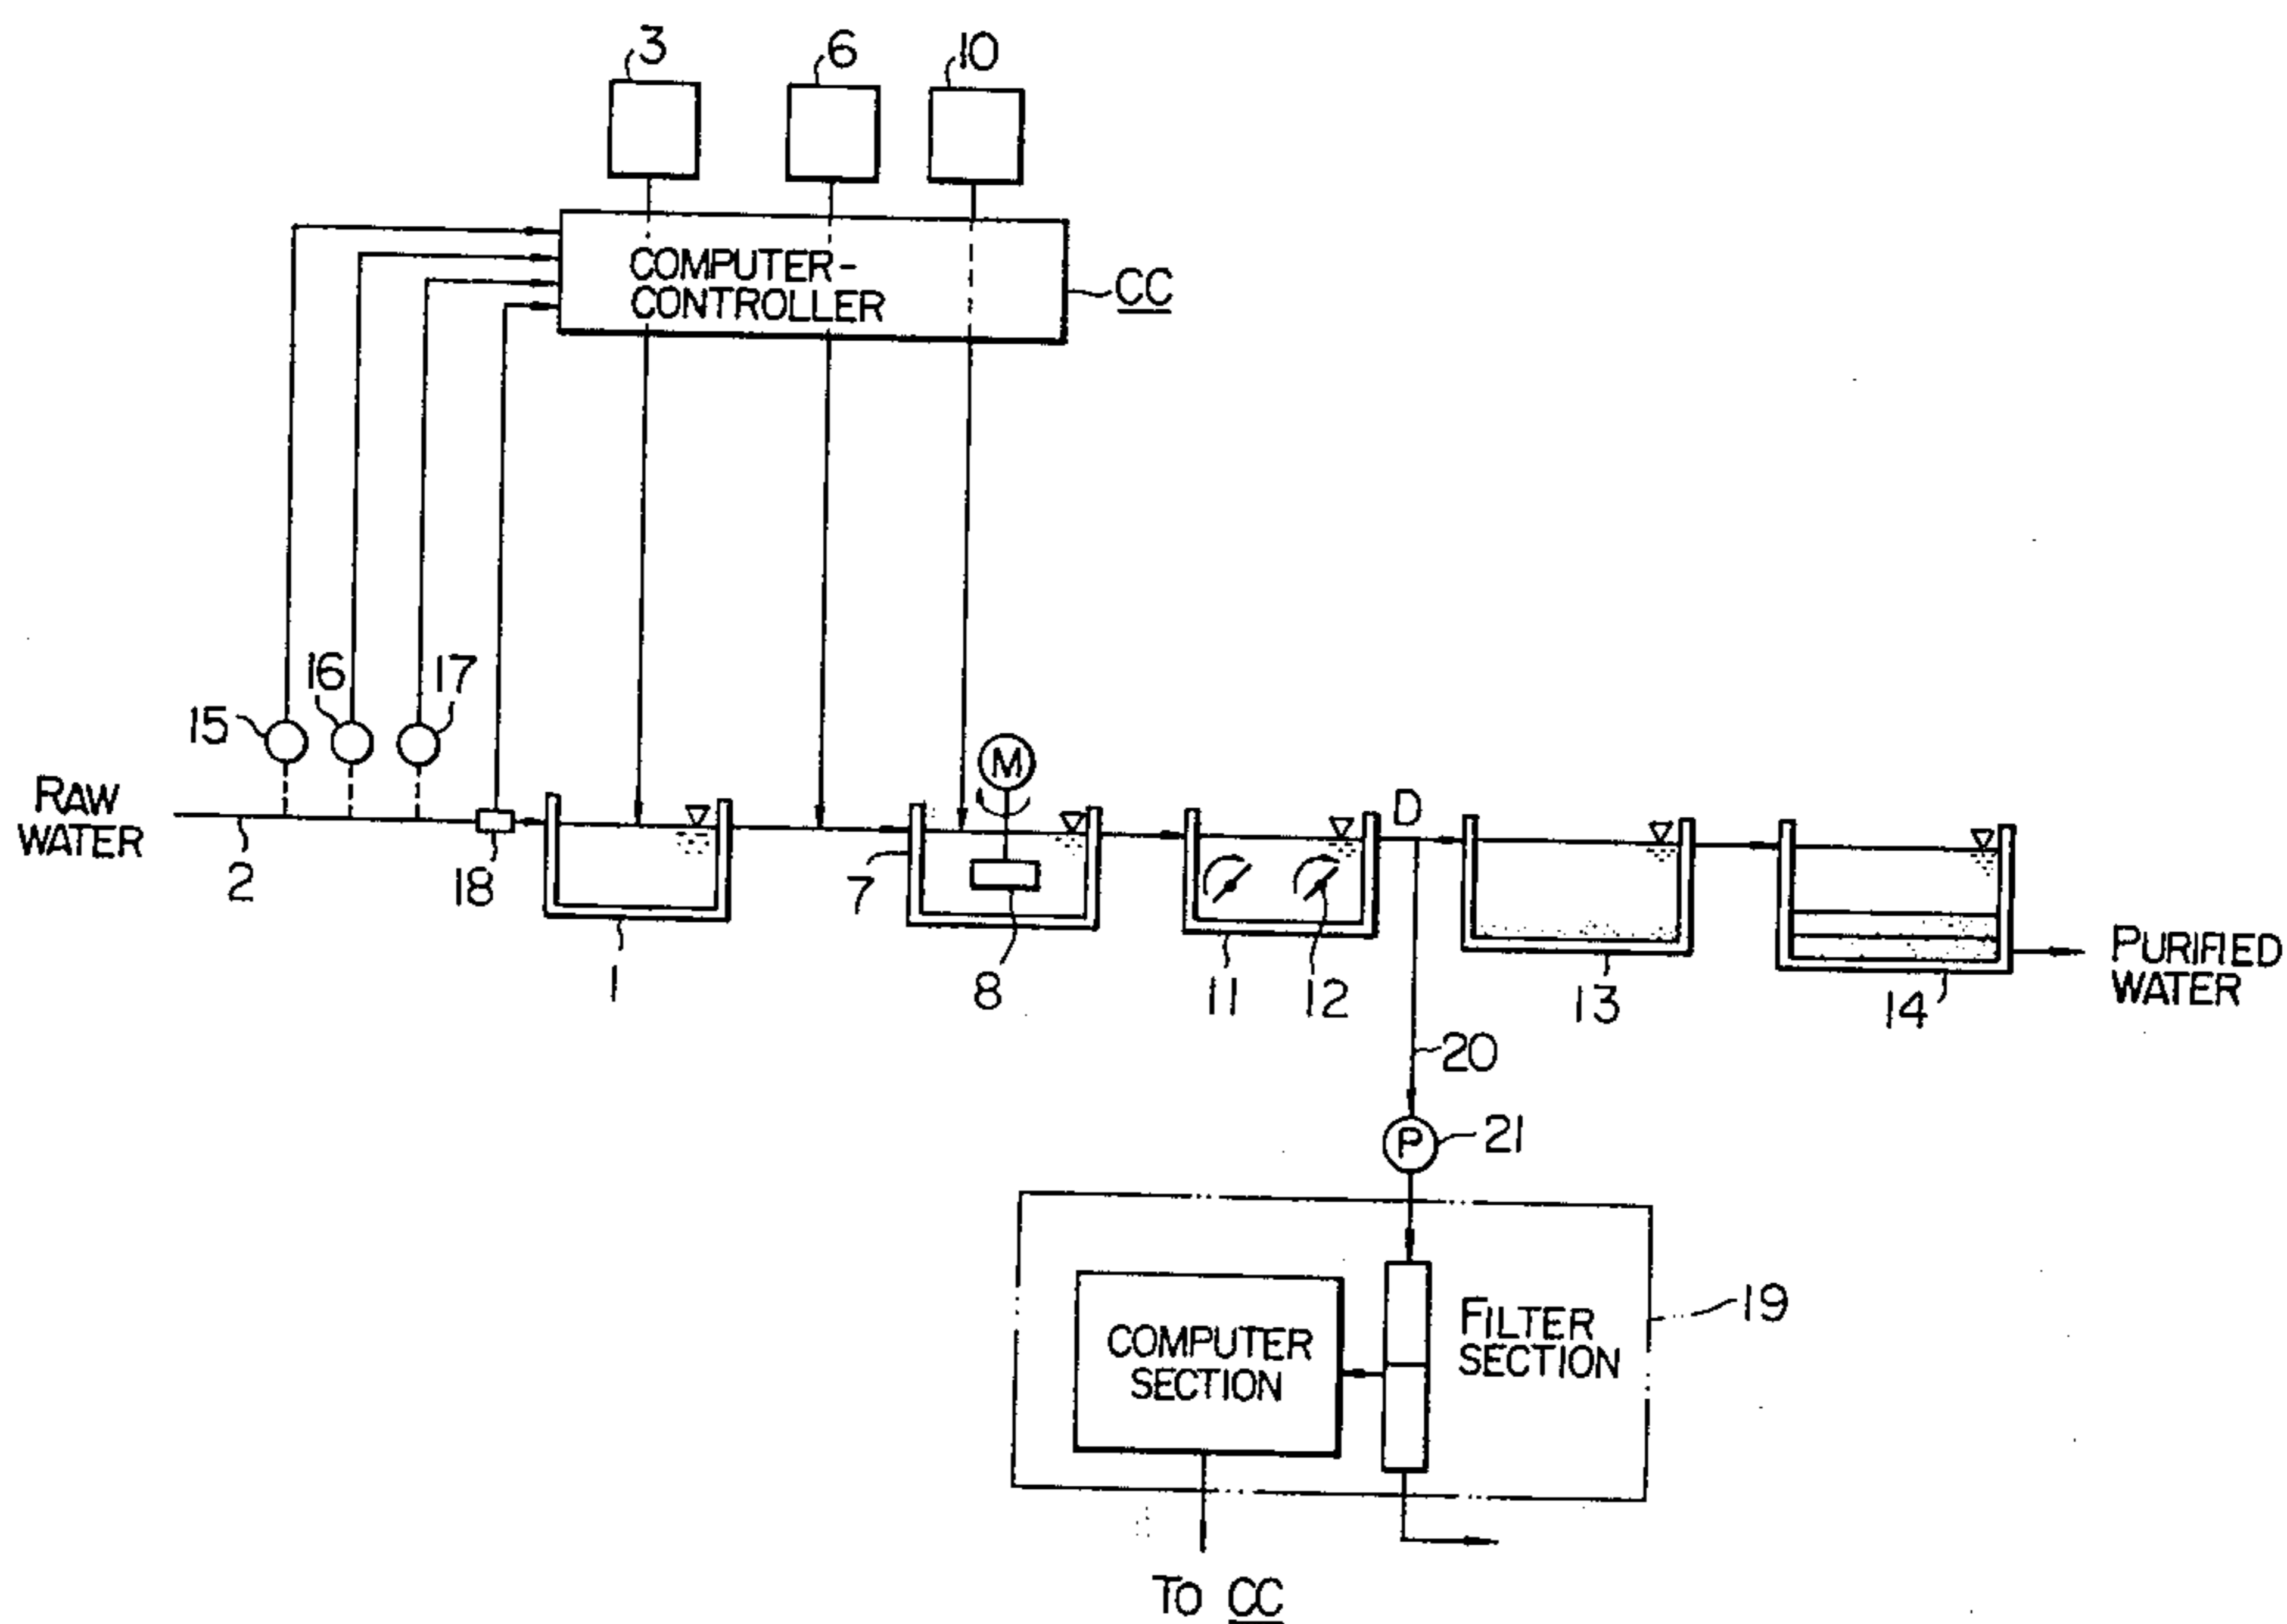 3
6
10
COMPUTER-
CONTROLLER
CC
15
16
17
M
RAW
WATER
2
18
1
7
8
11
12
D
13
14
PURIFIED
WATER
20
P
21
COMPUTER
SECTION
FILTER
SECTION
19
TO CC